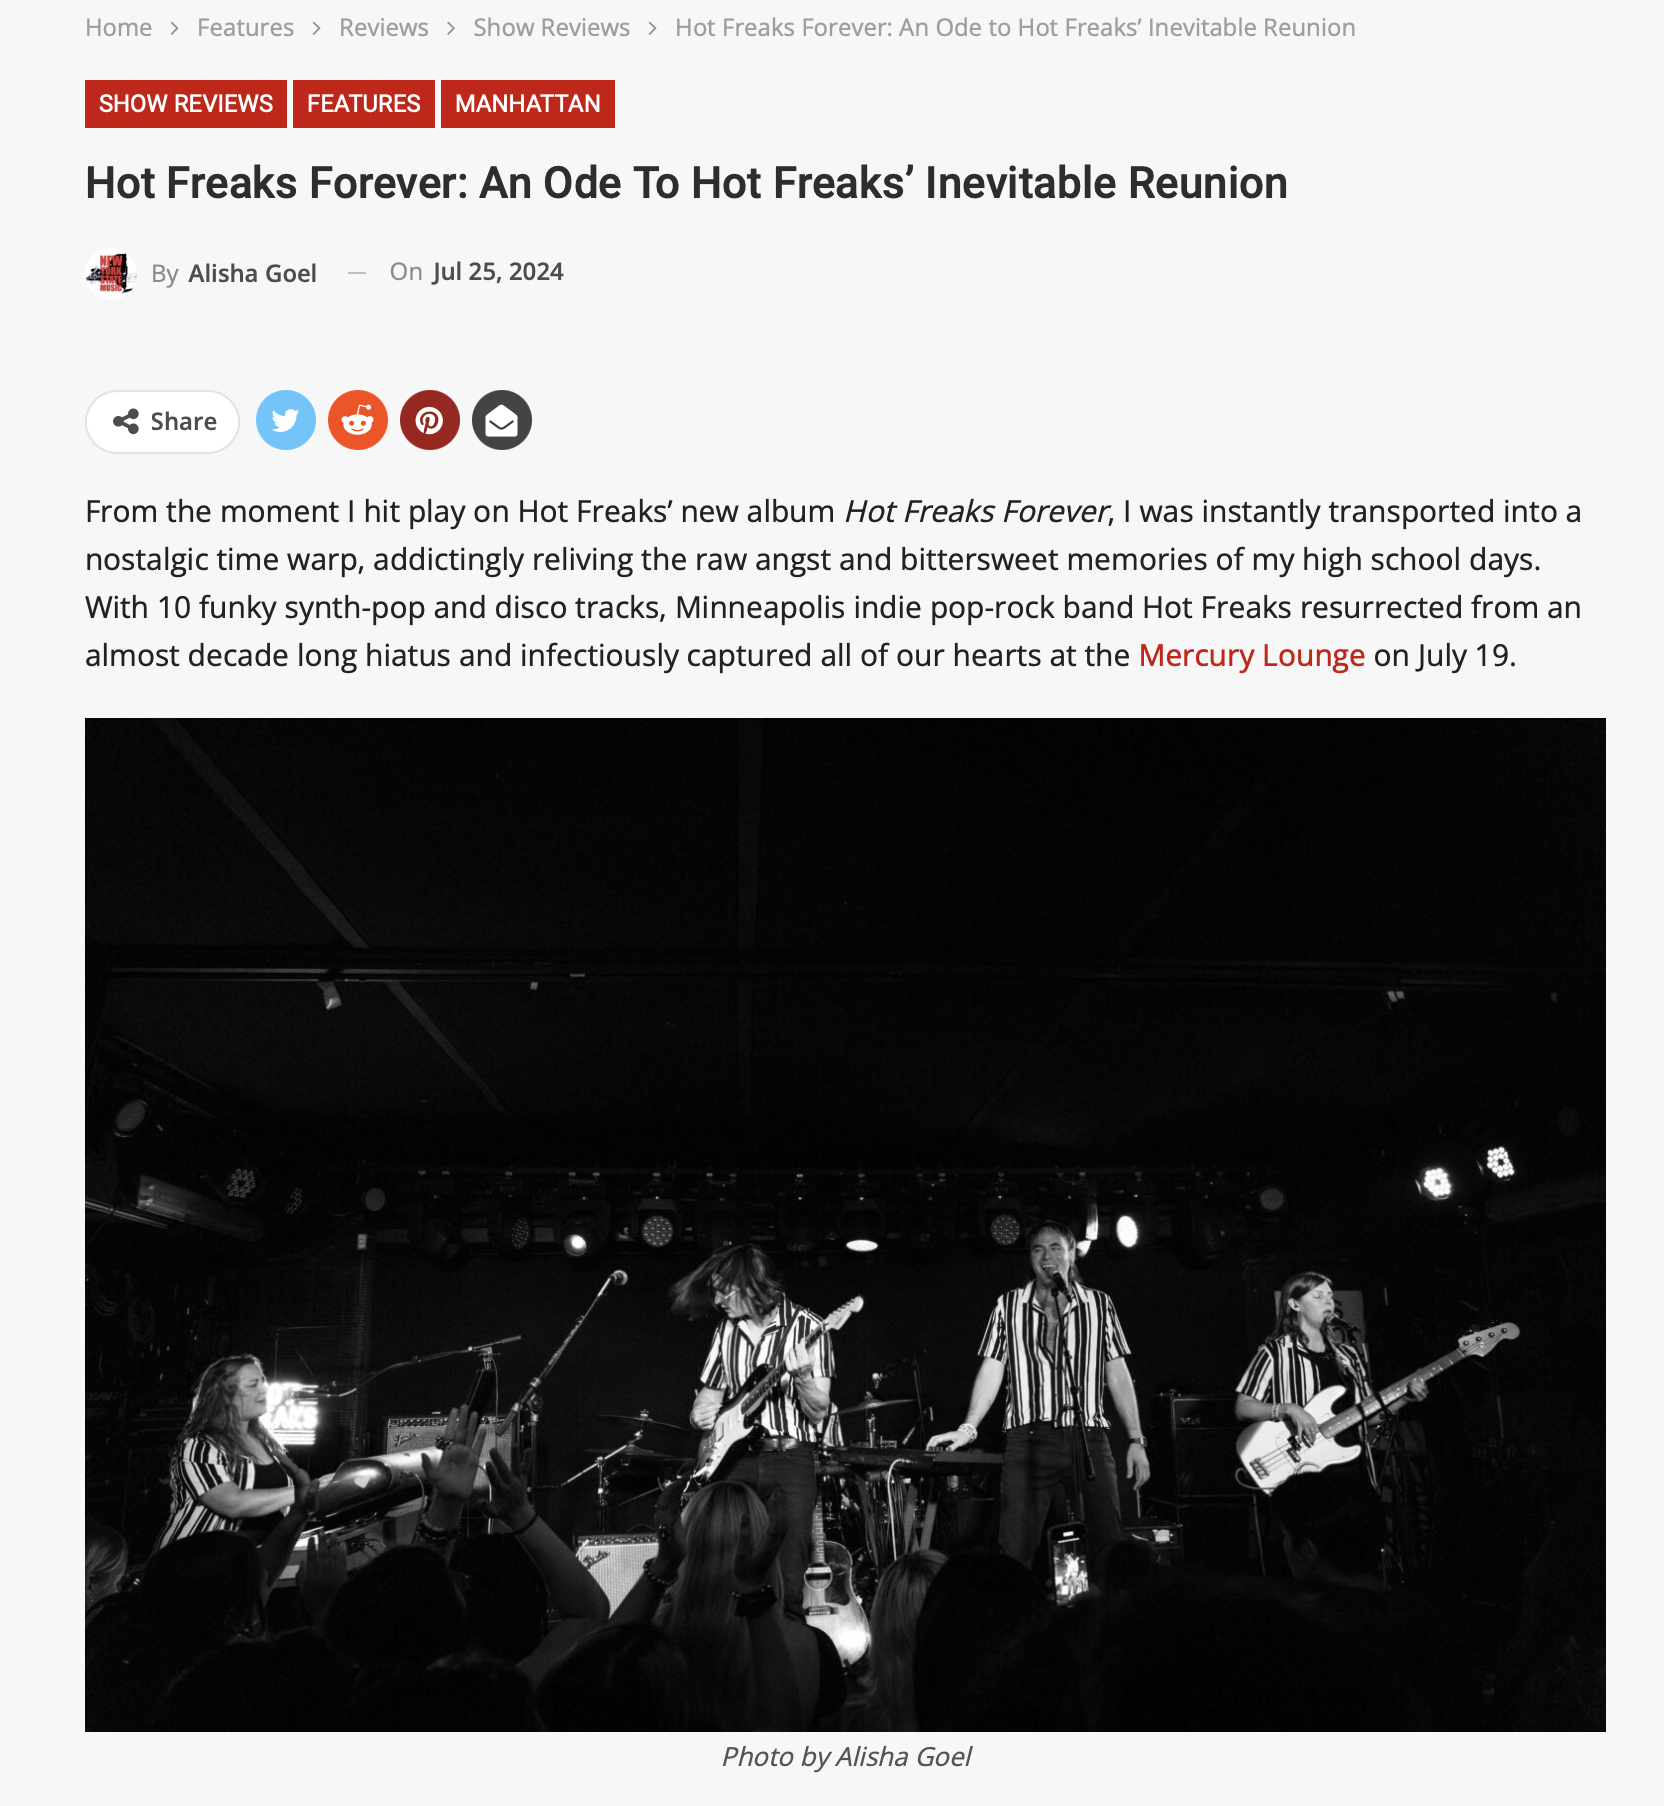 Home > Features > Reviews > Show Reviews > Hot Freaks Forever: An Ode to Hot Freaks’ Inevitable Reunion
SHOW REVIEWS FEATURES MANHATTAN
Hot Freaks Forever: An Ode To Hot Freaks’ Inevitable Reunion
NEW
YORK
STATE
MUSIC
By Alisha Goel — On Jul 25, 2024
Share
From the moment I hit play on Hot Freaks’ new album Hot Freaks Forever, I was instantly transported into a
nostalgic time warp, addictingly reliving the raw angst and bittersweet memories of my high school days.
With 10 funky synth-pop and disco tracks, Minneapolis indie pop-rock band Hot Freaks resurrected from an
almost decade long hiatus and infectiously captured all of our hearts at the Mercury Lounge on July 19.
Photo by Alisha Goel